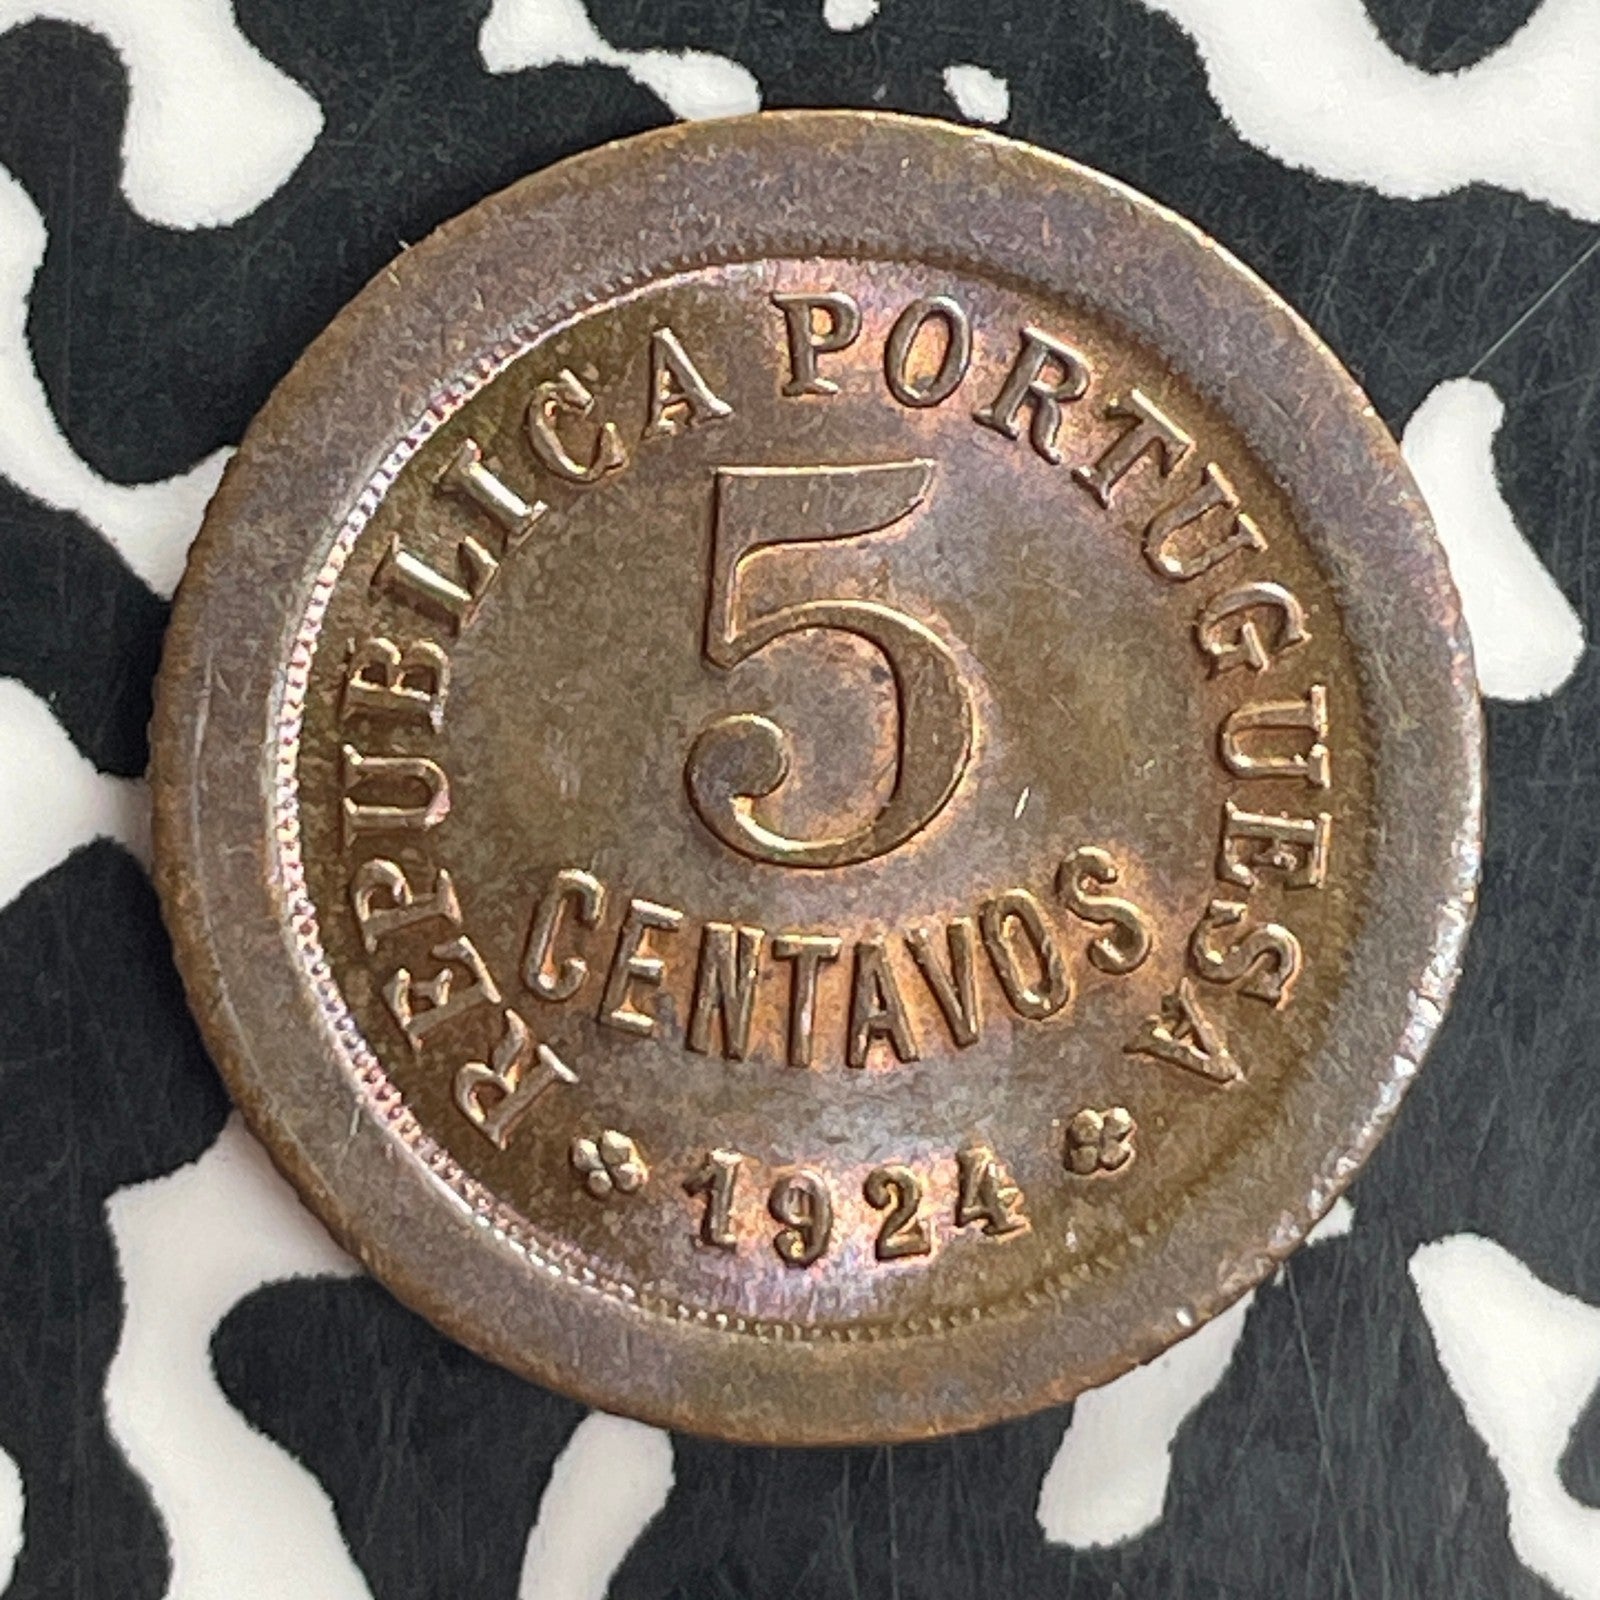 REPUBLICA PORTUGUESA
5
CENTAVOS
1924